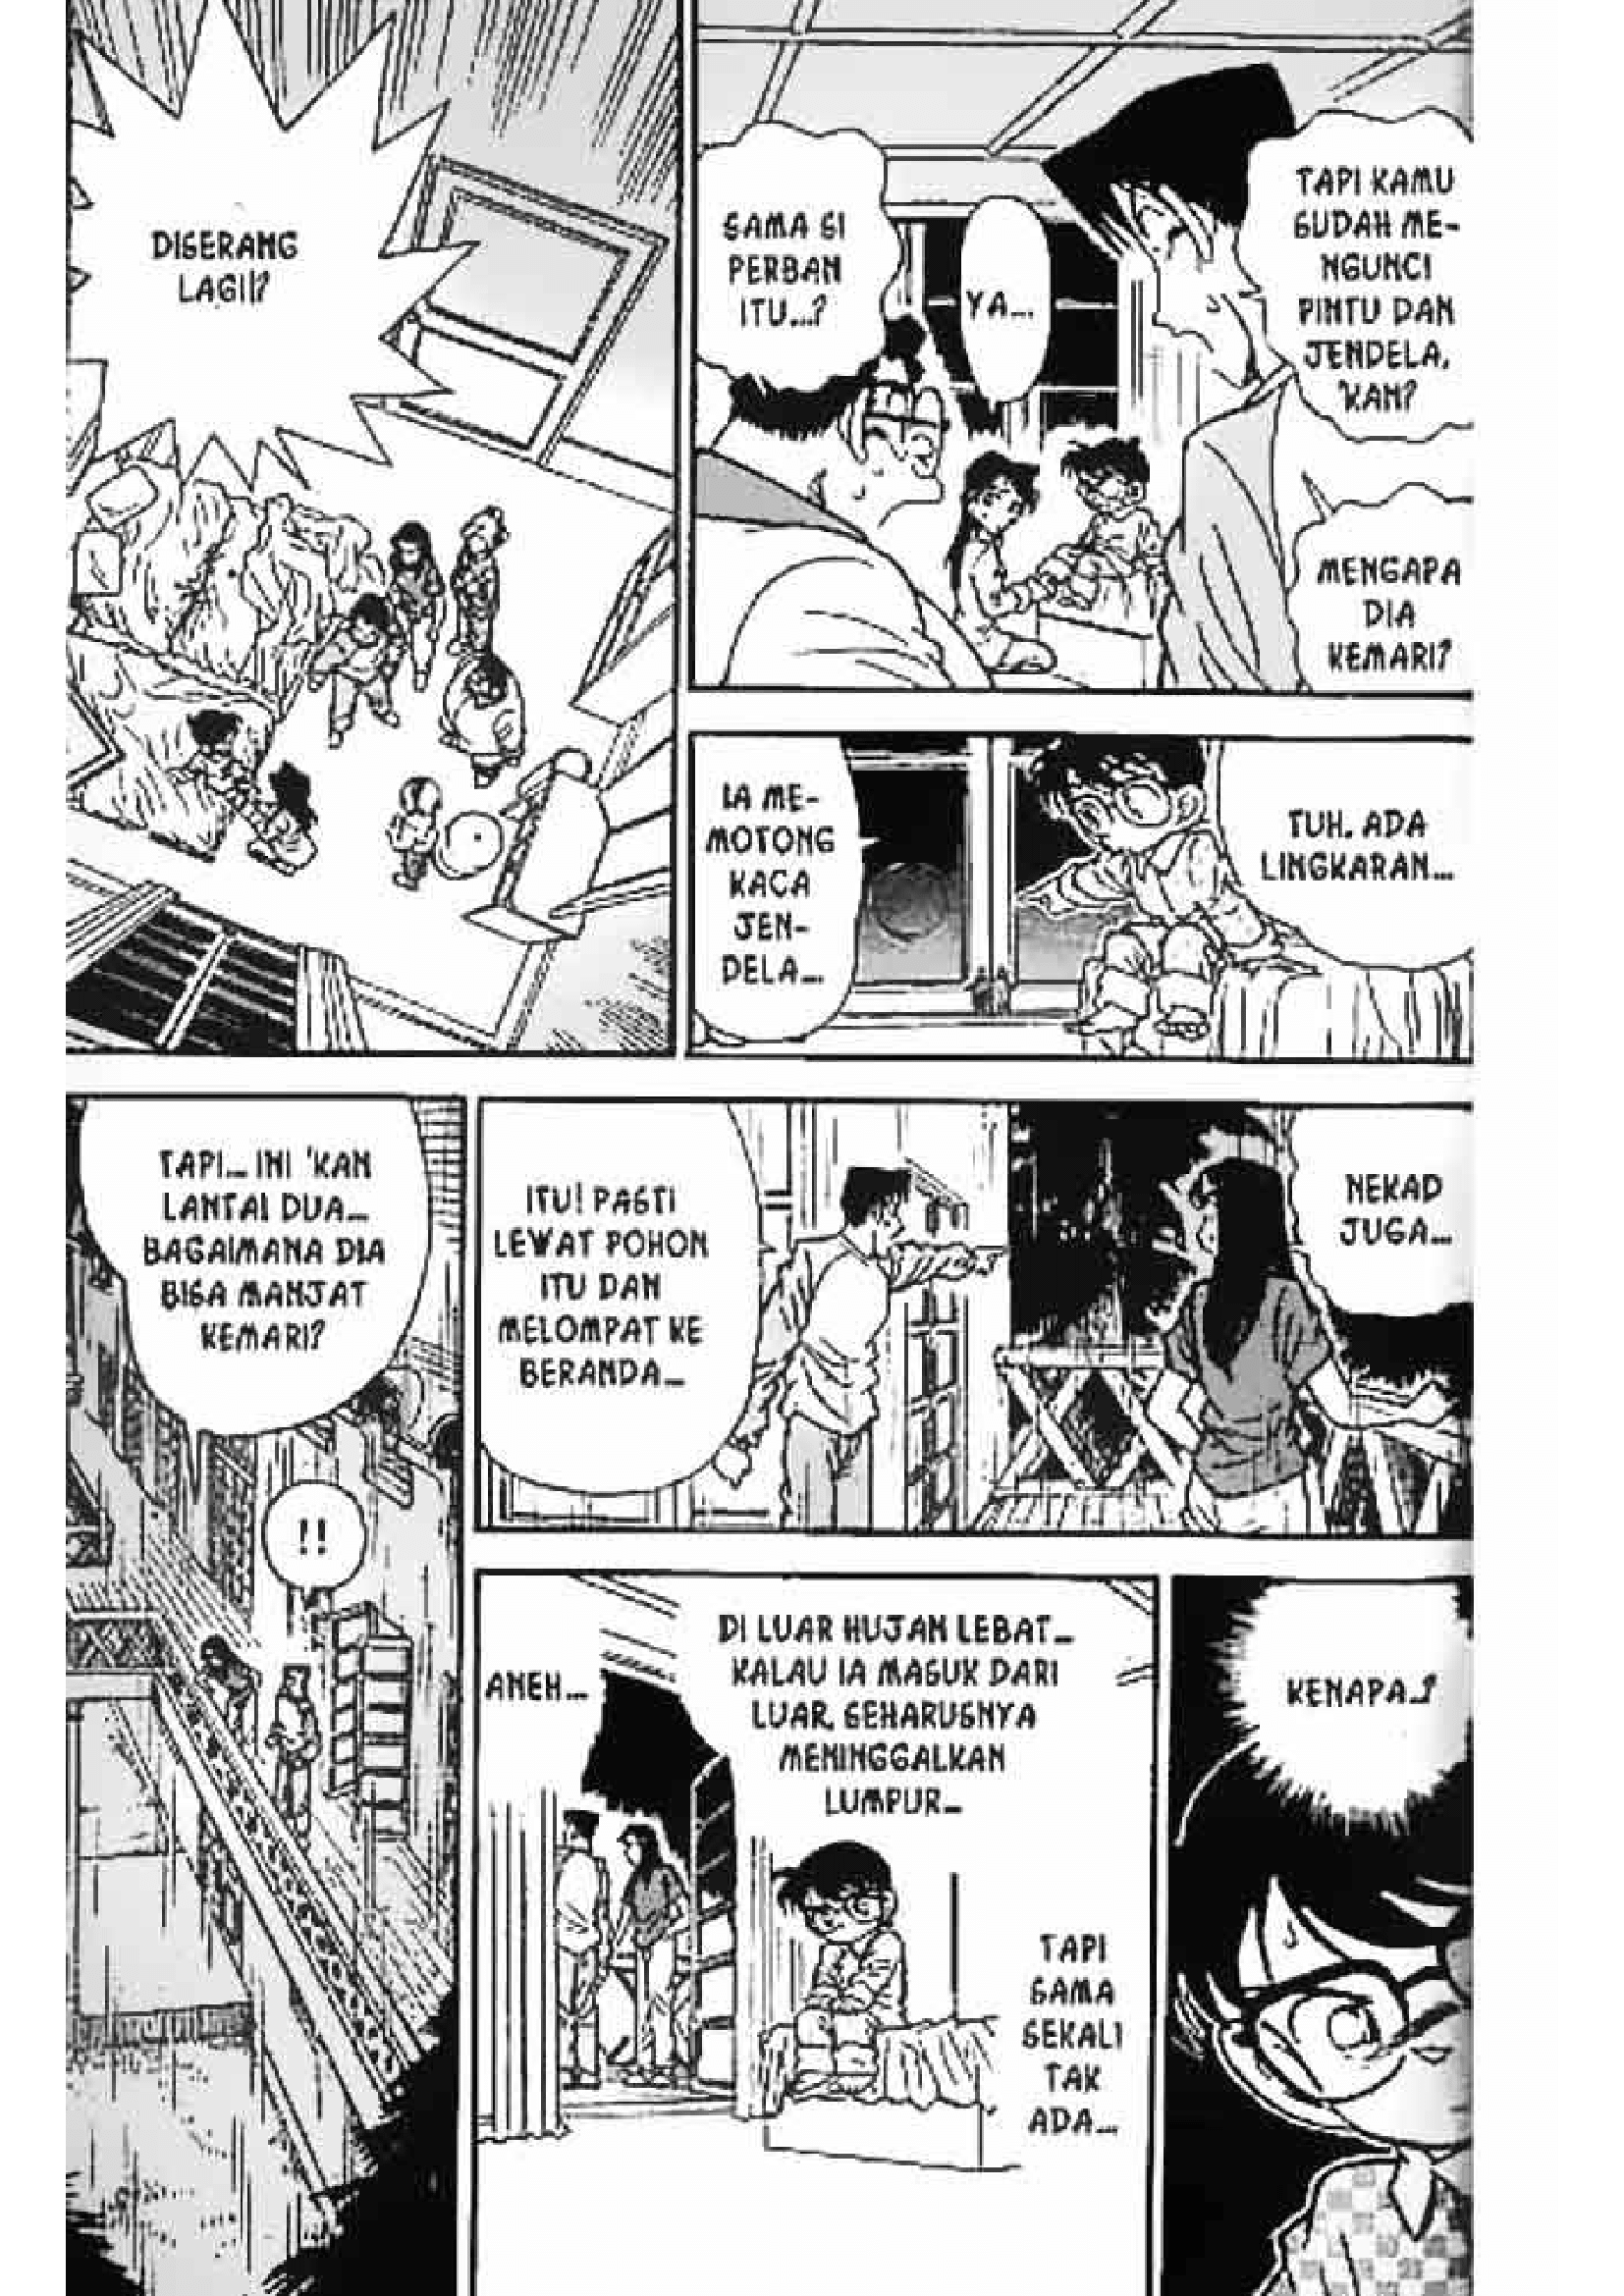 DISERANG
LAGI!?
SAMA SI
PERBAN
ITU...?
YA...
TAPI KAMU
SUDAH ME-
NGUNCI
PINTU DAN
JENDELA,
'KAN?
MENGAPA
DIA
KEMARI?
IA ME-
MOTONG
KACA
JEN-
DELA...
TUH, ADA
LINGKARAN...
TAPI... INI 'KAN
LANTAI DUA...
BAGAIMANA DIA
BISA MANJAT
KEMARI?
!!
ITU! PASTI
LEWAT POHON
ITU DAN
MELOMPAT KE
BERANDA...
NEKAD
JUGA...
ANEH...
DI LUAR HUJAN LEBAT...
KALAU IA MASUK DARI
LUAR, SEHARUSNYA
MENINGGALKAN
LUMPUR...
TAPI
SAMA
SEKALI
TAK
ADA...
KENAPA..?